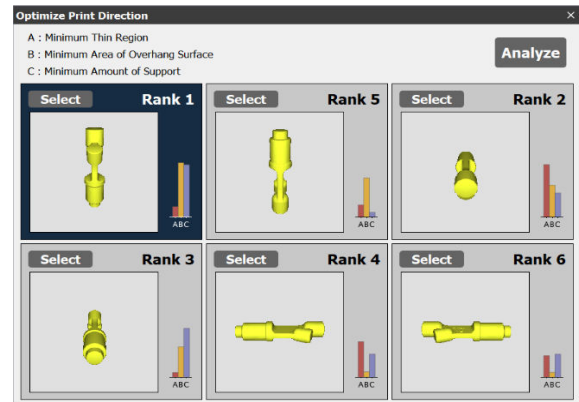 Optimize Print Direction ×
A : Minimum Thin Region
B : Minimum Area of Overhang Surface
C : Minimum Amount of Support
Analyze
Select Rank 1
ABC
Select Rank 5
ABC
Select Rank 2
ABC
Select Rank 3
ABC
Select Rank 4
ABC
Select Rank 6
ABC